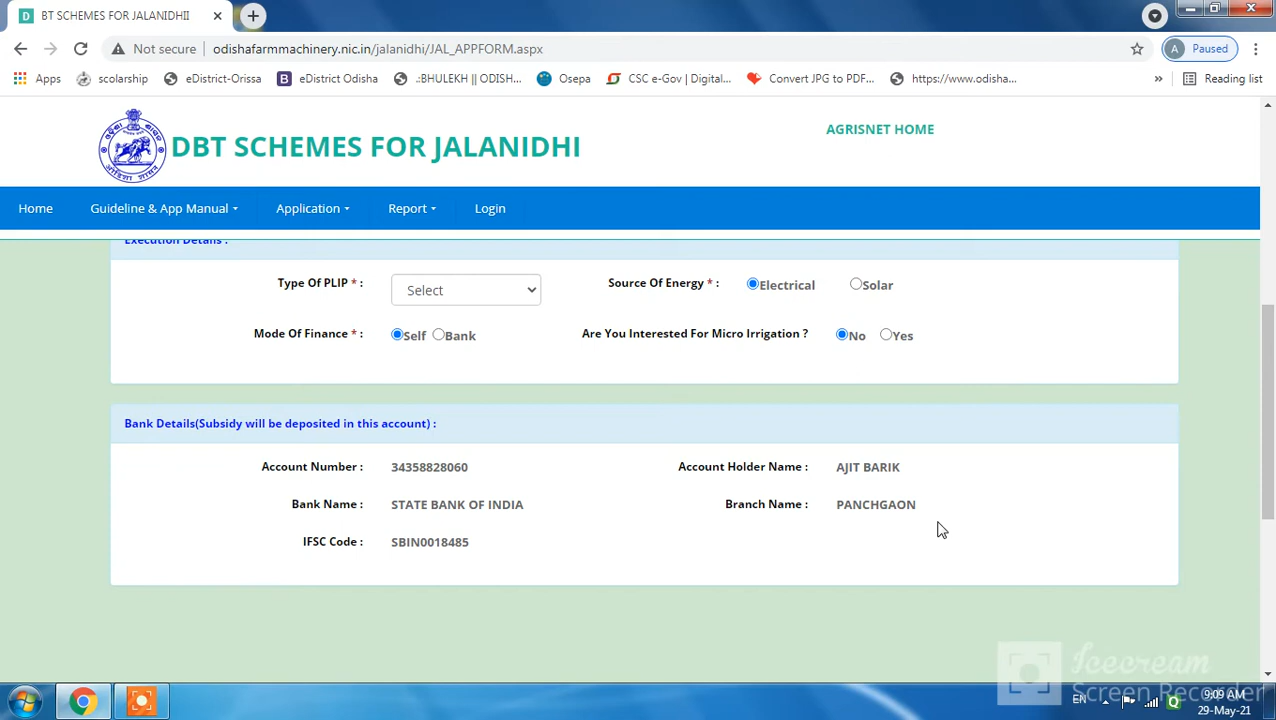 BT SCHEMES FOR JALANIDHI
Not secure odishafarmmachinery.nic.in/jalanidhi/JAL_APPFORM.aspx
A Paused
Apps scolarship eDistrict-Orissa B eDistrict Odisha .:BHULEKH || ODISH... Osepa CSC e-Gov | Digital... Convert JPG to PDF... https://www.odisha... » Reading list
DBT SCHEMES FOR JALANIDHI
AGRISNET HOME
Home Guideline & App Manual Application Report Login
Execution Details :
Type Of PLIP * : Select Source Of Energy * : Electrical Solar
Mode Of Finance * : Self Bank Are You Interested For Micro Irrigation ? No Yes
Bank Details(Subsidy will be deposited in this account) :
Account Number : 34358828060 Account Holder Name : AJIT BARIK
Bank Name : STATE BANK OF INDIA Branch Name : PANCHGAON
IFSC Code : SBIN0018485
Icecream
Screen Recorder
EN 9:09 AM
29-May-21